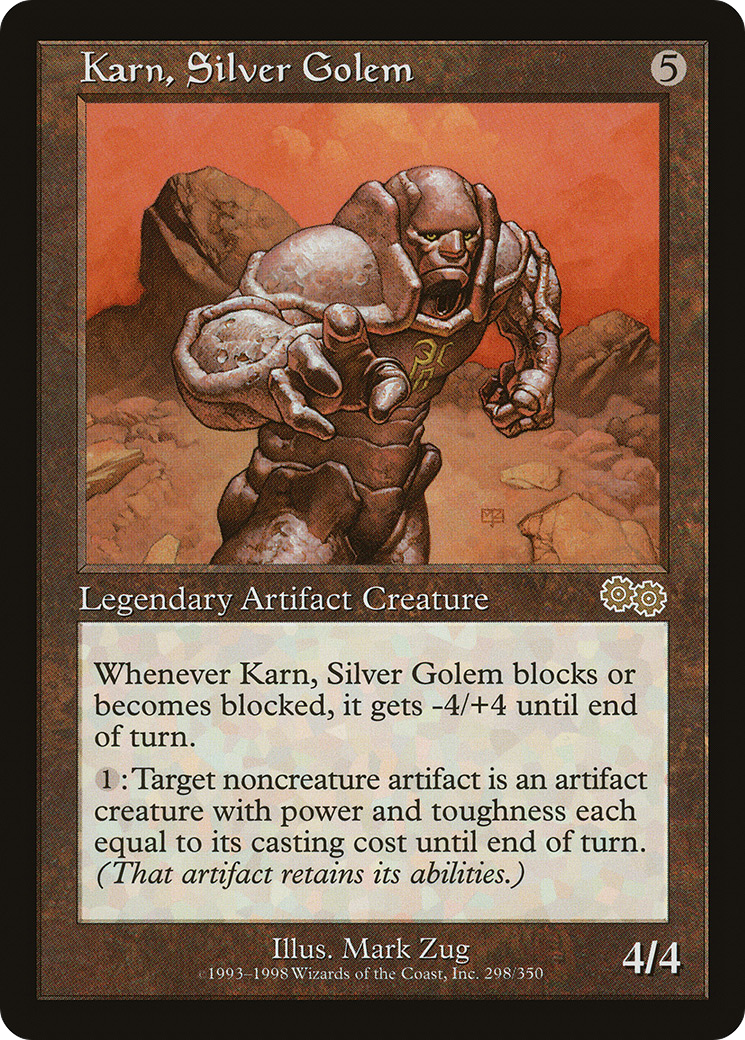 Karn, Silver Golem 5
MZ
Legendary Artifact Creature
Whenever Karn, Silver Golem blocks or
becomes blocked, it gets -4/+4 until end
of turn.
1: Target noncreature artifact is an artifact
creature with power and toughness each
equal to its casting cost until end of turn.
(That artifact retains its abilities.)
Illus. Mark Zug
©1993–1998 Wizards of the Coast, Inc. 298/350
4/4